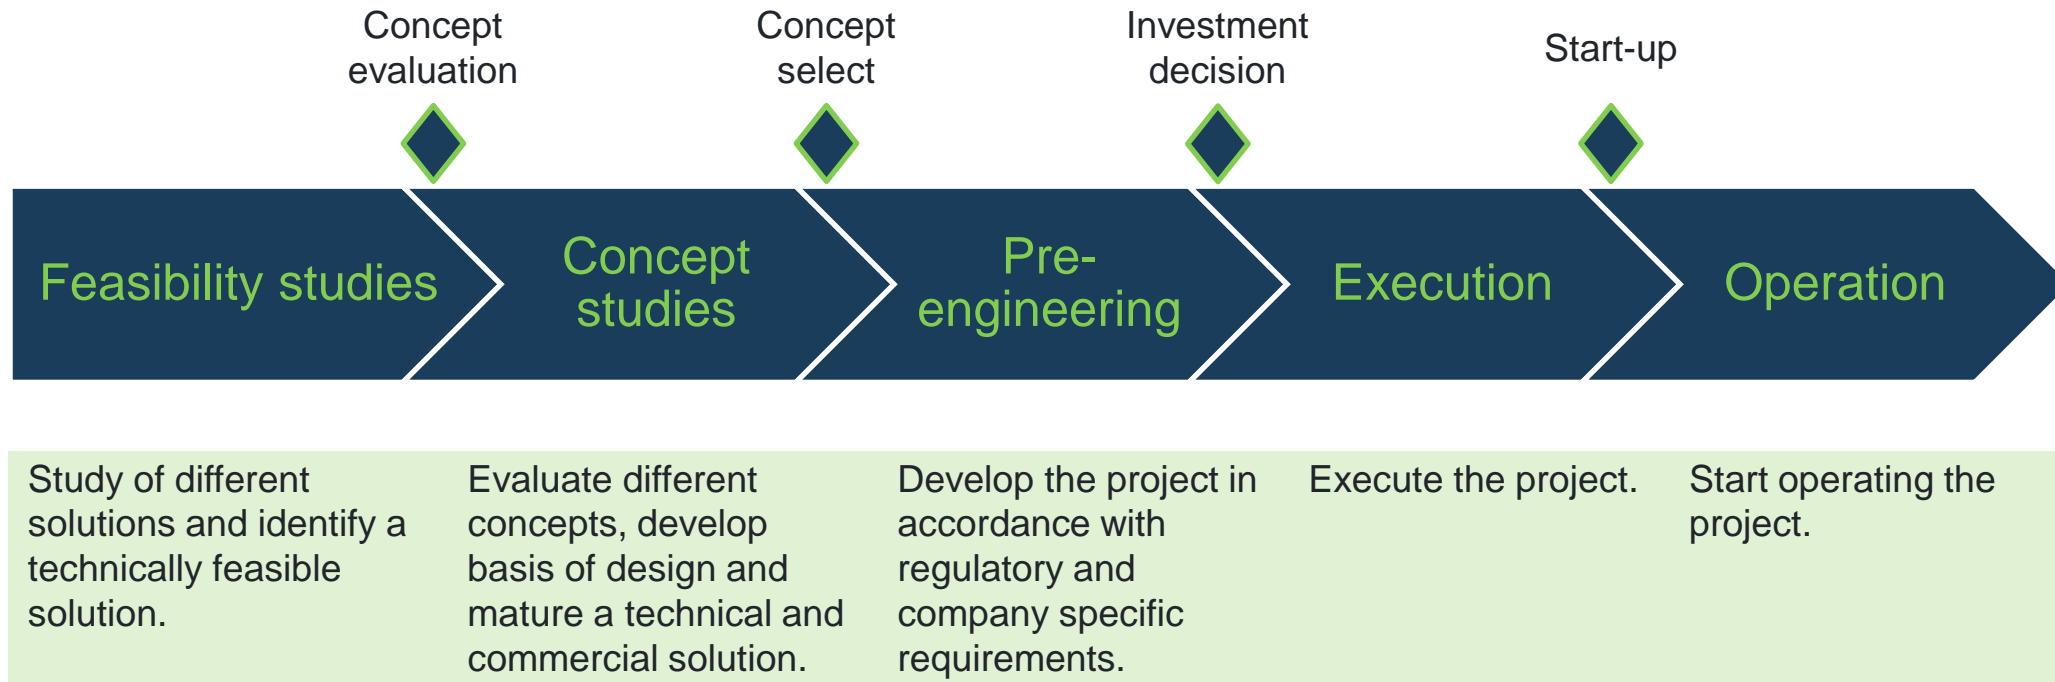 Concept
evaluation
Concept
select
Investment
decision
Start-up
Feasibility studies
Concept
studies
Pre-
engineering
Execution
Operation
Study of different
solutions and identify a
technically feasible
solution.
Evaluate different
concepts, develop
basis of design and
mature a technical and
commercial solution.
Develop the project in
accordance with
regulatory and
company specific
requirements.
Execute the project.
Start operating the
project.